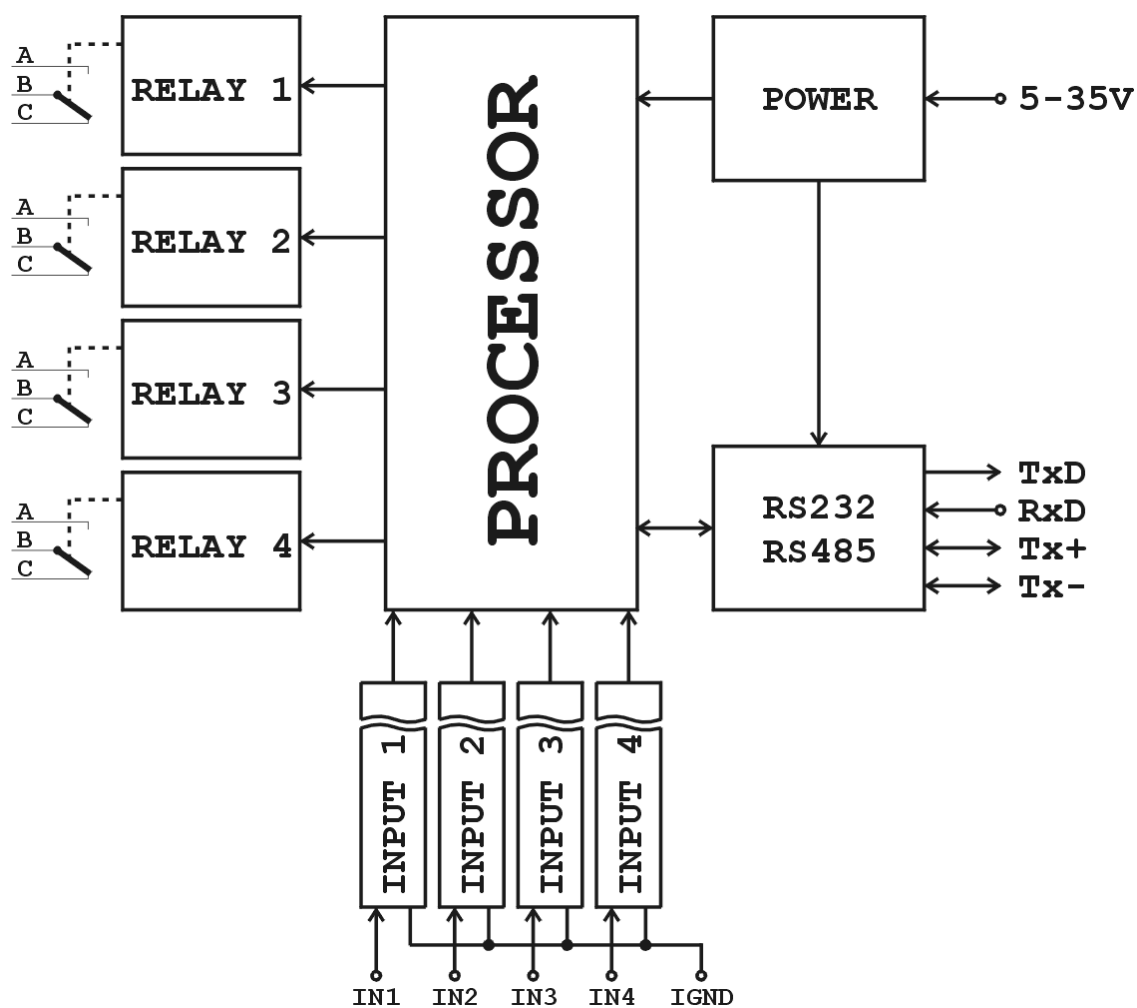 A
B
C
RELAY 1
A
B
C
RELAY 2
A
B
C
RELAY 3
A
B
C
RELAY 4
PROCESSOR
POWER
5-35V
RS232
RS485
TxD
RxD
Tx+
Tx-
INPUT 1
INPUT 2
INPUT 3
INPUT 4
IN1
IN2
IN3
IN4
IGND